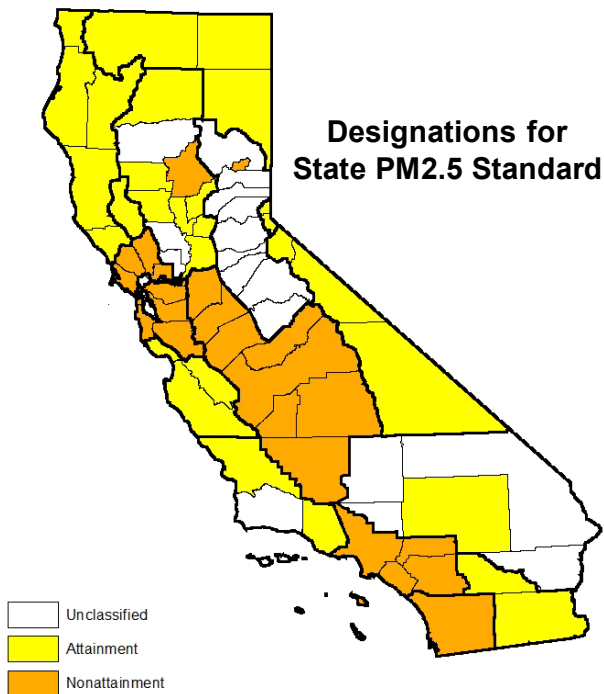 Designations for
State PM2.5 Standard
Unclassified
Attainment
Nonattainment